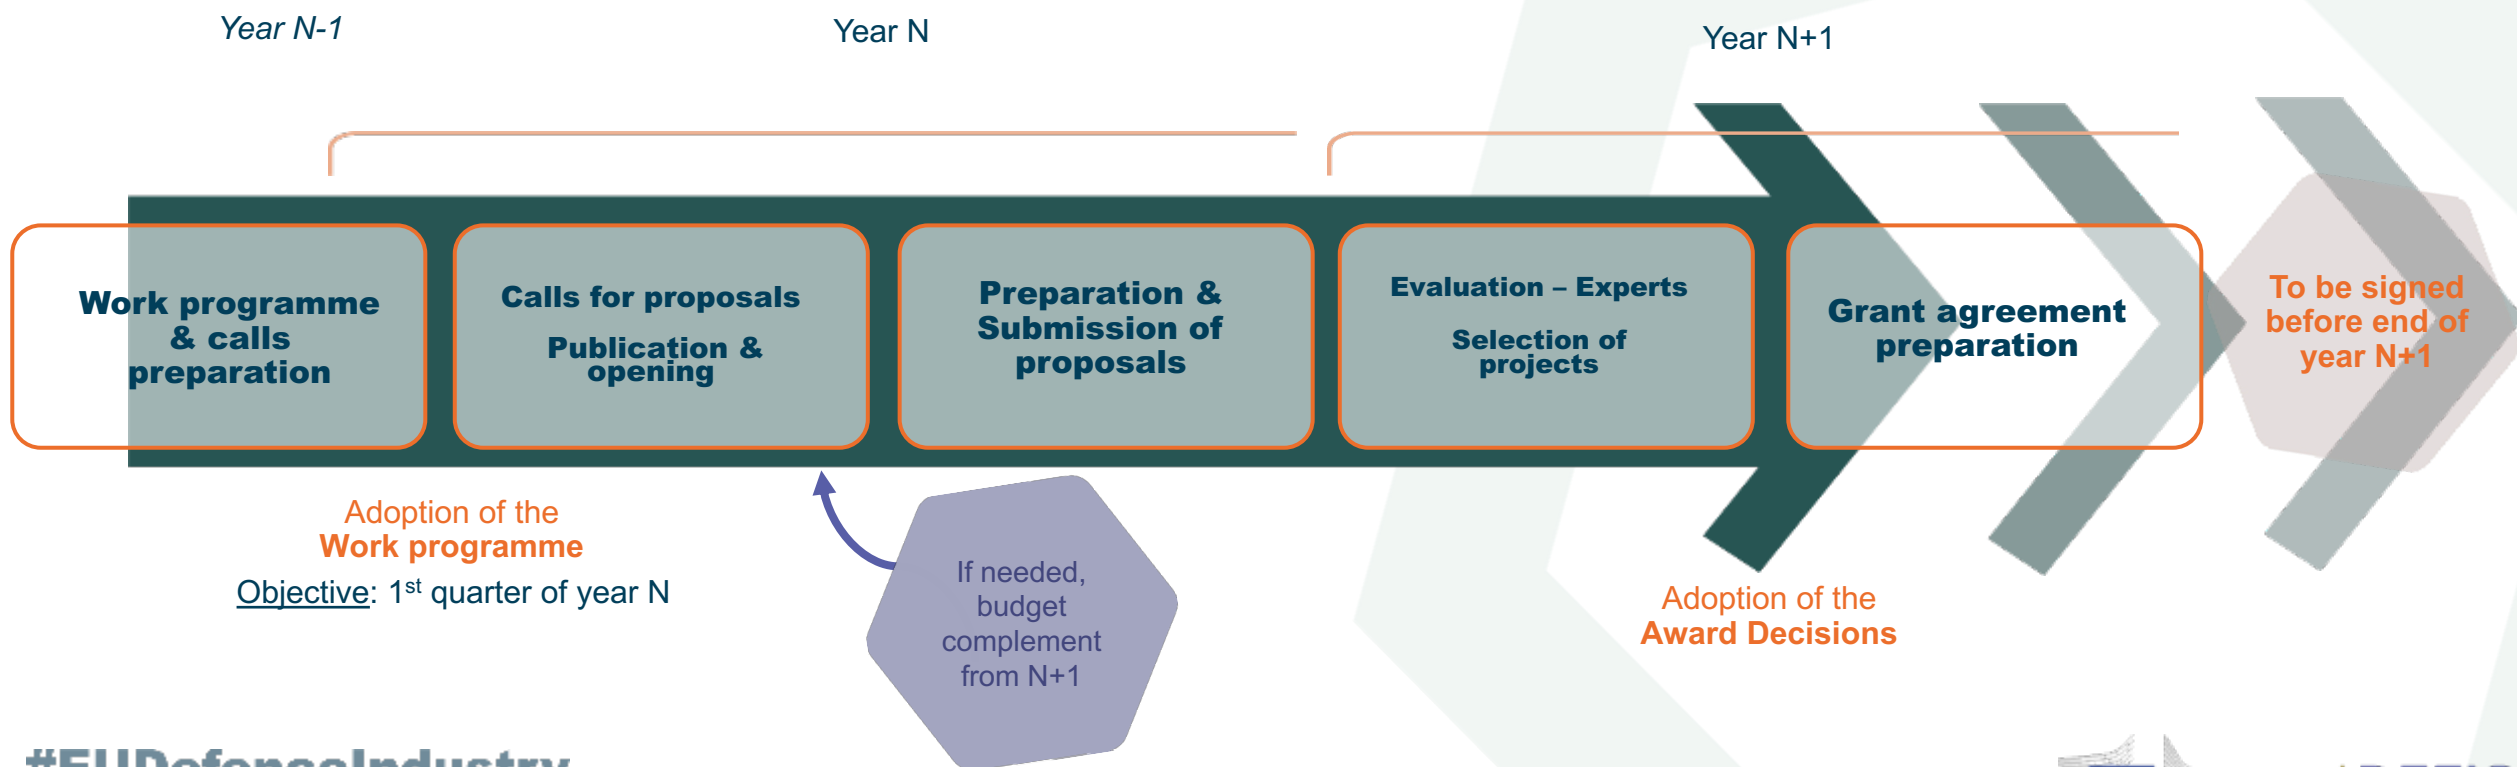 Year N-1
Year N
Year N+1
Work programme
& calls
preparation
Calls for proposals
Publication &
opening
Preparation &
Submission of
proposals
Evaluation – Experts
Selection of
projects
Grant agreement
preparation
To be signed
before end of
year N+1
Adoption of the
Work programme
Objective: 1st quarter of year N
If needed,
budget
complement
from N+1
Adoption of the
Award Decisions
#EUDefenceIndustry